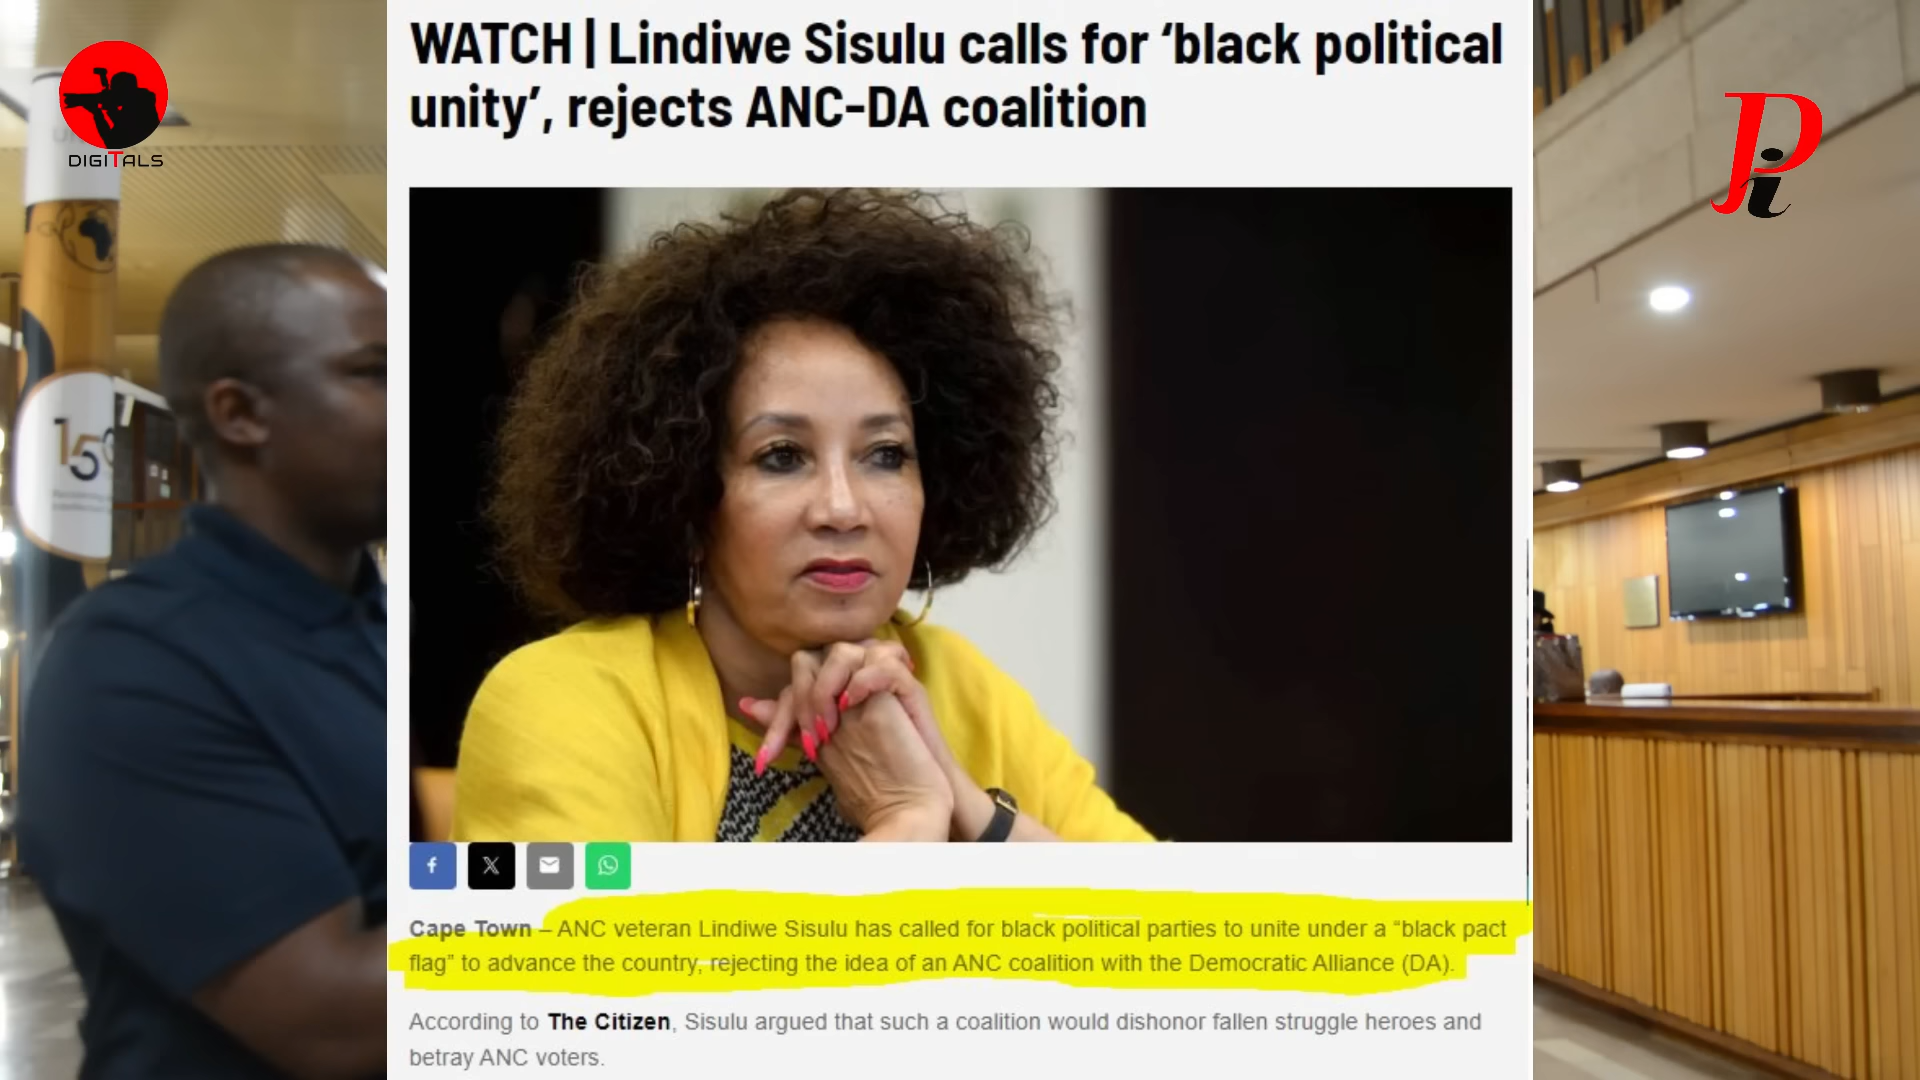 WATCH | Lindiwe Sisulu calls for ‘black political
unity’, rejects ANC-DA coalition
DIGITALS
Pi
15
f
X
Cape Town – ANC veteran Lindiwe Sisulu has called for black political parties to unite under a “black pact
flag” to advance the country, rejecting the idea of an ANC coalition with the Democratic Alliance (DA).
According to The Citizen, Sisulu argued that such a coalition would dishonor fallen struggle heroes and
betray ANC voters.